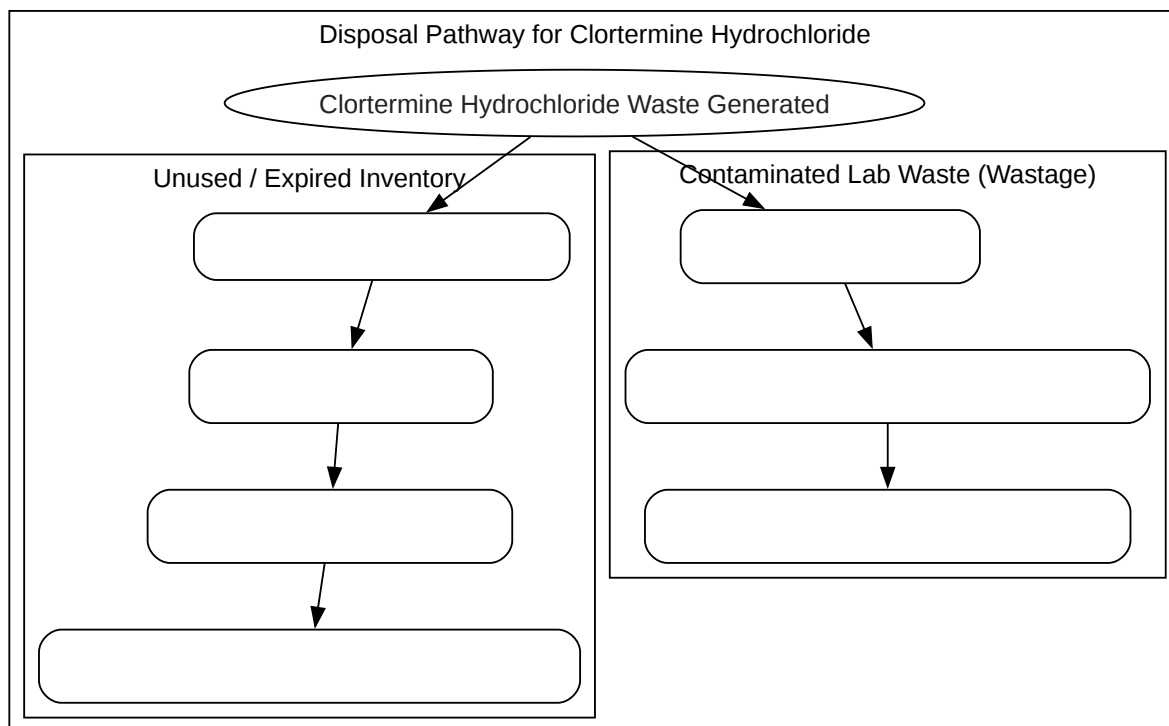 Disposal Pathway for Clortermine Hydrochloride
Clortermine Hydrochloride Waste Generated
Unused / Expired Inventory
Contaminated Lab Waste (Wastage)